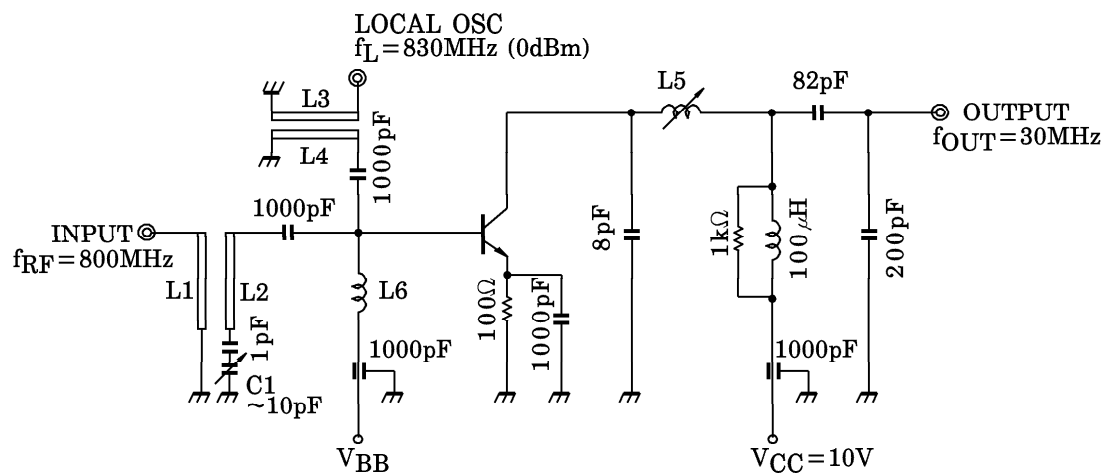 LOCAL OSC
fL=830MHz (0dBm)
L3
L4
1000pF
1000pF
INPUT
fRF=800MHz
L1
L2
1pF
C1
~10pF
L6
1000pF
VBB
100Ω
1000pF
8pF
L5
82pF
OUTPUT
fOUT=30MHz
1kΩ
100μH
200pF
1000pF
VCC=10V